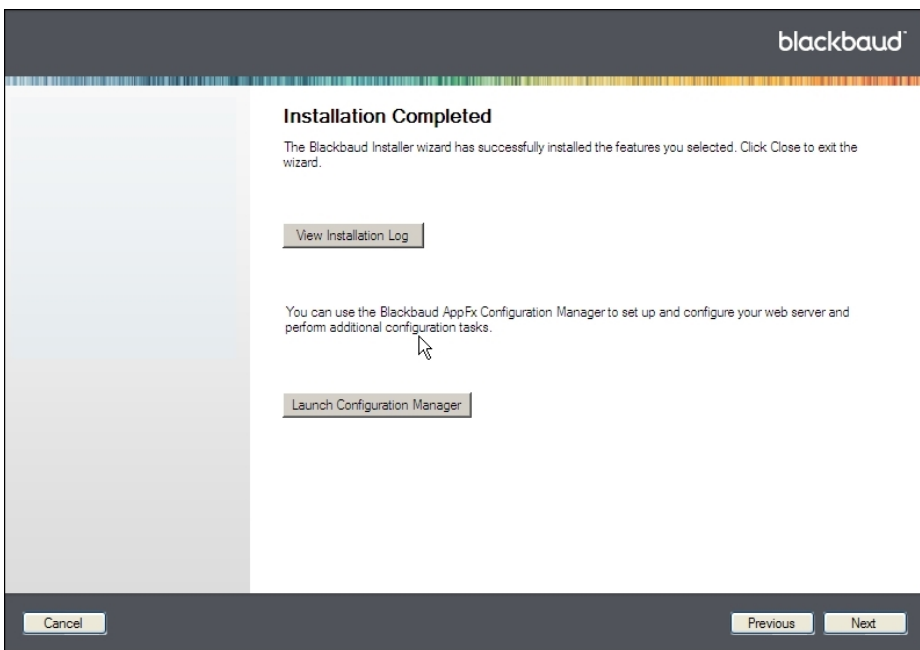 blackbaud
Installation Completed
The Blackbaud Installer wizard has successfully installed the features you selected. Click Close to exit the
wizard.
View Installation Log
You can use the Blackbaud AppFx Configuration Manager to set up and configure your web server and
perform additional configuration tasks.
Launch Configuration Manager
Cancel
Previous
Next